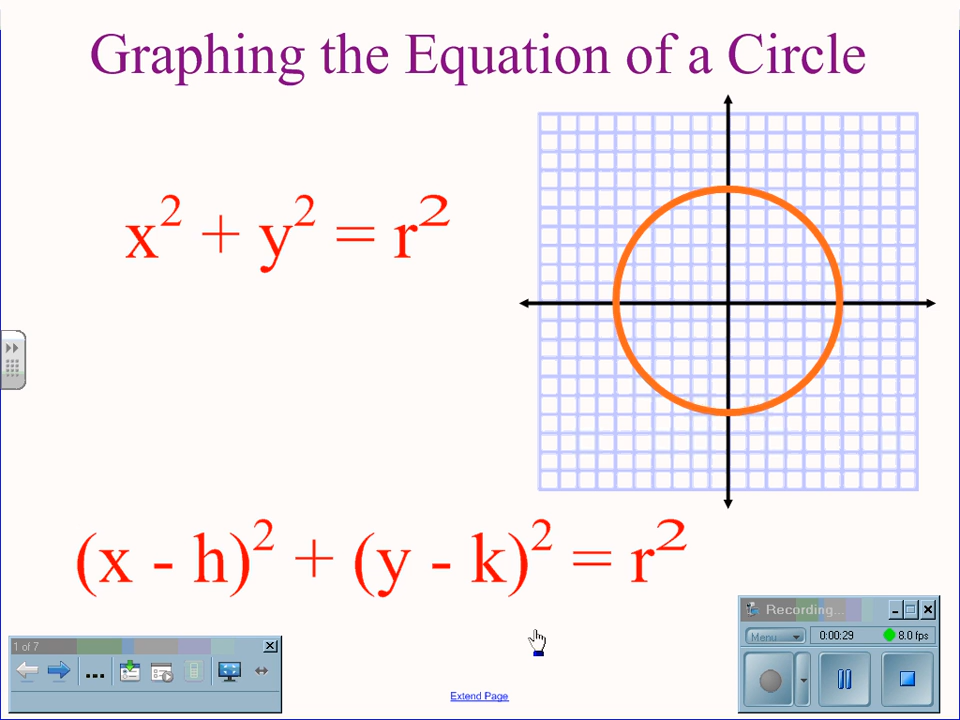 Graphing the Equation of a Circle
x² + y² = r²
(x - h)² + (y - k)² = r²
Recording...
Menu
0:00:29
8.0 fps
1 of 7
...
Extend Page